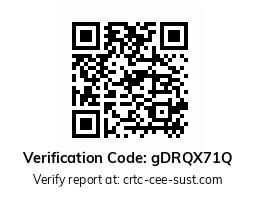 Verification Code: gDRQX71Q
Verify report at: crtc-cee-sust.com